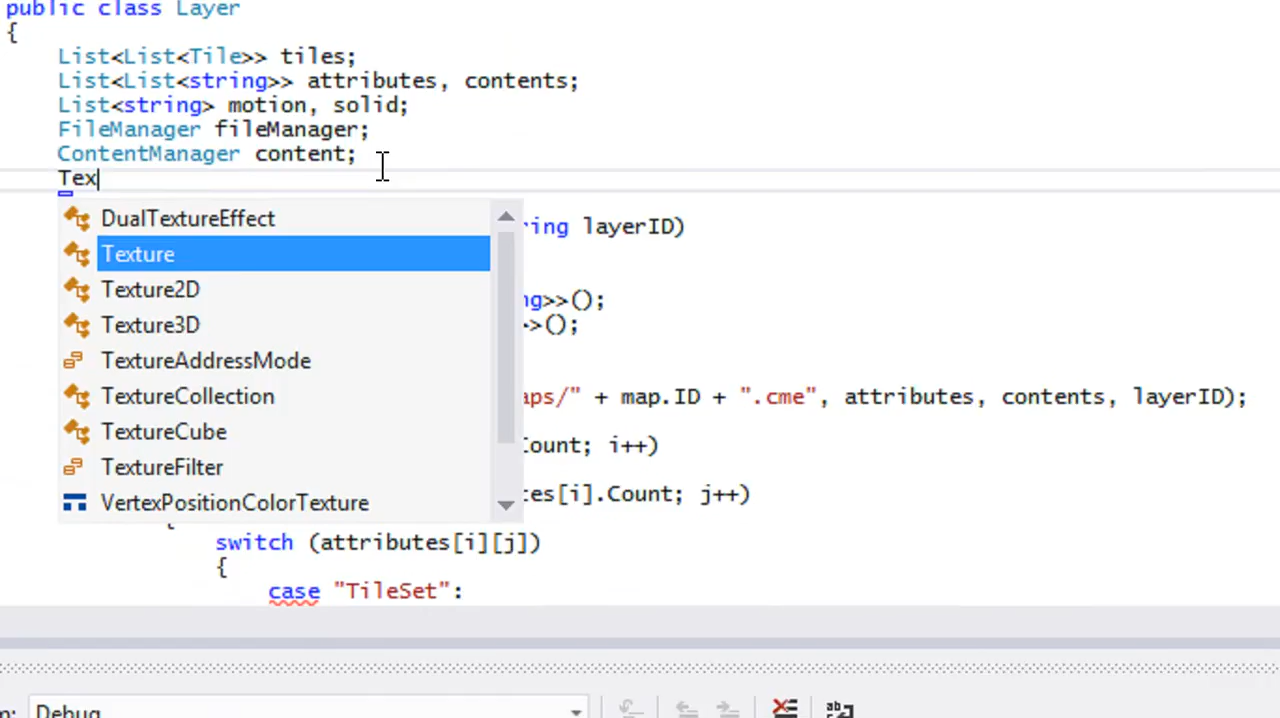 public class Layer
{
List<List<Tile>> tiles;
List<List<string>> attributes, contents;
List<string> motion, solid;
FileManager fileManager;
ContentManager content;
Tex
DualTextureEffect
ring layerID)
Texture
Texture2D
ng>>();
Texture3D
>>();
TextureAddressMode
TextureCollection
aps/" + map.ID + ".cme", attributes, contents, layerID);
TextureCube
Count; i++)
TextureFilter
VertexPositionColorTexture
tes[i].Count; j++)
{
switch (attributes[i][j])
{
case "TileSet":
m:
Debug